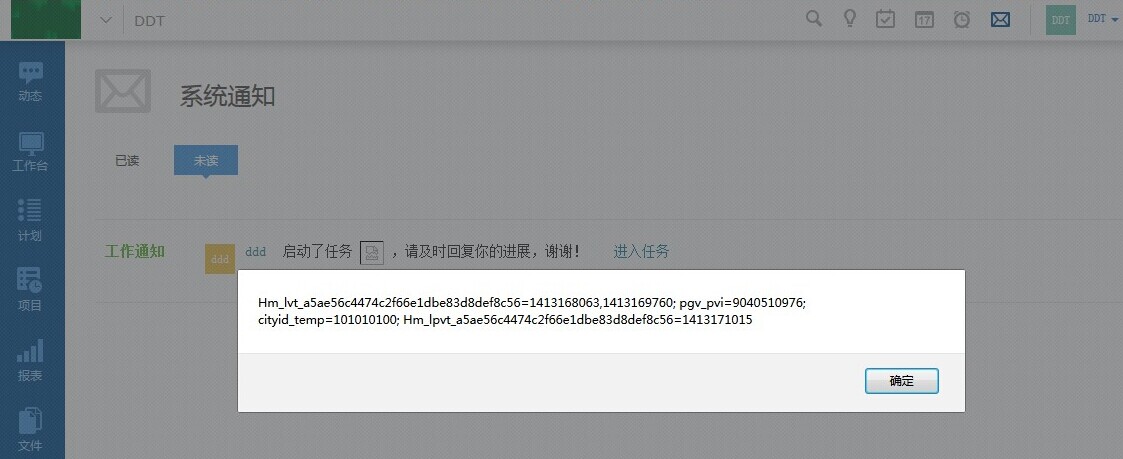 DDT
17
DDT
DDT
动态
工作台
计划
项目
报表
文件
系统通知
已读
未读
工作通知
ddd
ddd
启动了任务
，请及时回复你的进展，谢谢！
进入任务
Hm_lvt_a5ae56c4474c2f66e1dbe83d8def8c56=1413168063,1413169760; pgv_pvi=9040510976;
cityid_temp=101010100; Hm_lpvt_a5ae56c4474c2f66e1dbe83d8def8c56=1413171015
确定